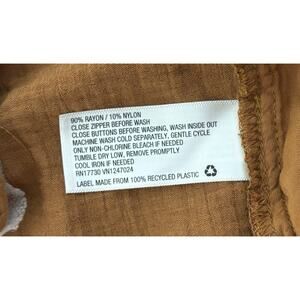 90% RAYON / 10% NYLON
CLOSE ZIPPER BEFORE WASH
CLOSE BUTTONS BEFORE WASHING, WASH INSIDE OUT
MACHINE WASH COLD SEPARATELY, GENTLE CYCLE
ONLY NON-CHLORINE BLEACH IF NEEDED
TUMBLE DRY LOW, REMOVE PROMPTLY
COOL IRON IF NEEDED
RN17730 VN1247024
LABEL MADE FROM 100% RECYCLED PLASTIC